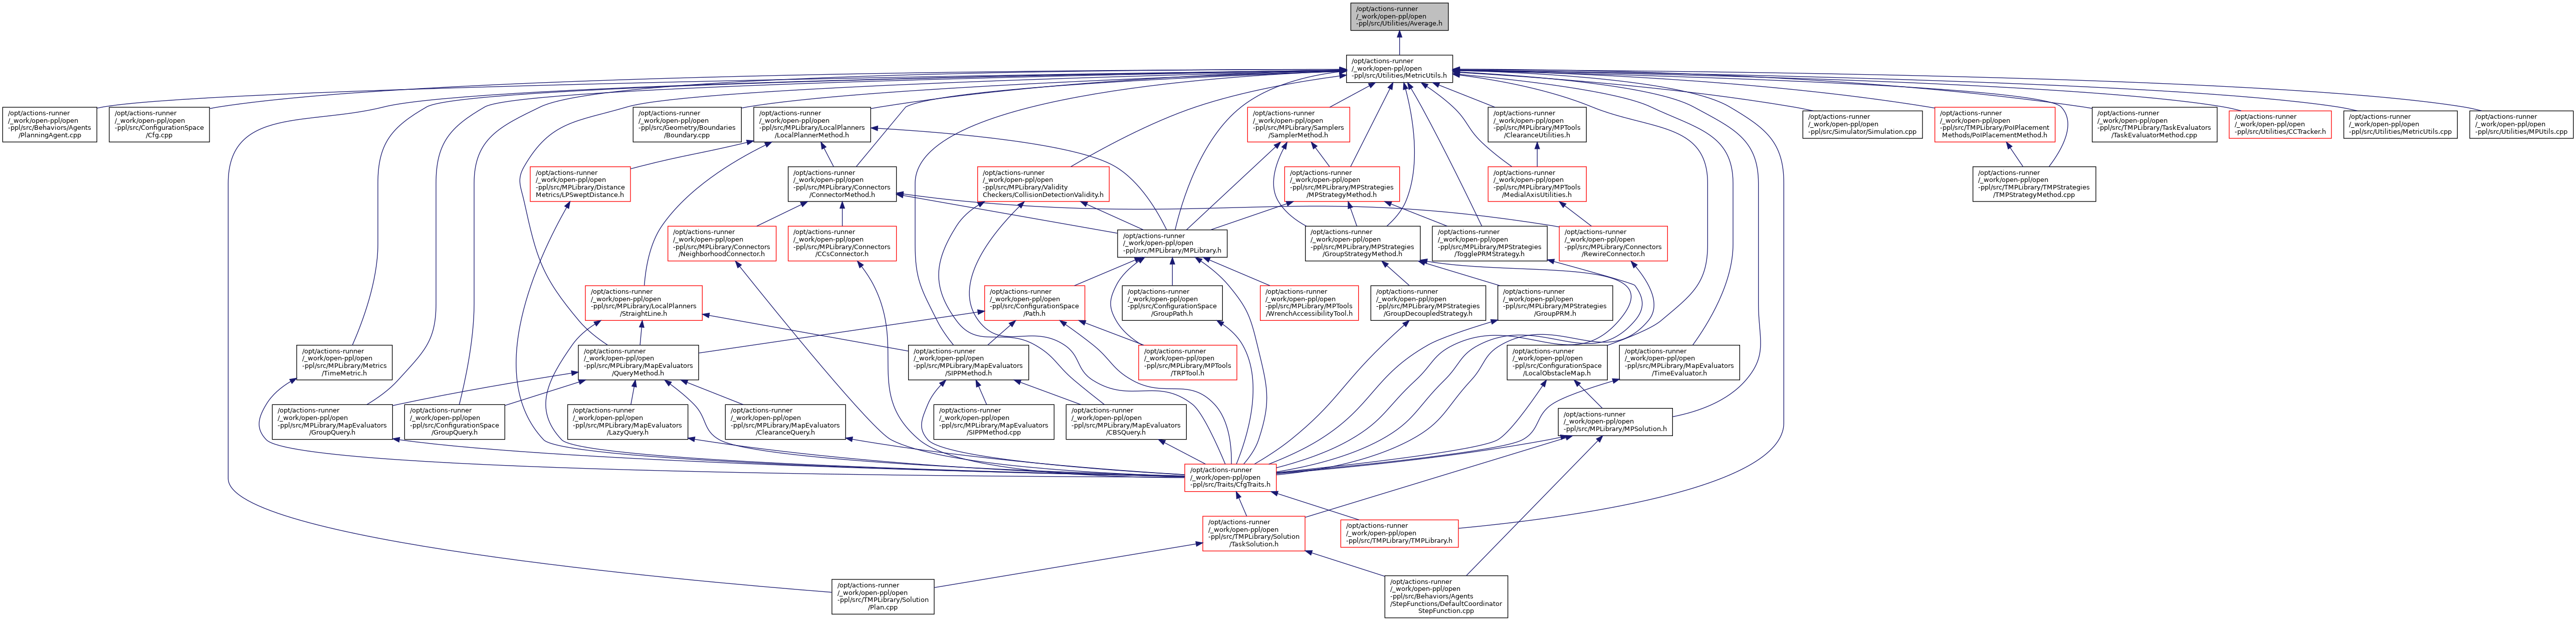 /opt/actions-runner
/_work/open-ppl/open
-ppl/src/Utilities/Average.h
/opt/actions-runner
/_work/open-ppl/open
-ppl/src/Utilities/MetricUtils.h
/opt/actions-runner
/_work/open-ppl/open
-ppl/src/Behaviors/Agents
/PlanningAgent.cpp
/opt/actions-runner
/_work/open-ppl/open
-ppl/src/ConfigurationSpace
/Cfg.cpp
/opt/actions-runner
/_work/open-ppl/open
-ppl/src/Geometry/Boundaries
/Boundary.cpp
/opt/actions-runner
/_work/open-ppl/open
-ppl/src/MPLibrary/LocalPlanners
/LocalPlannerMethod.h
/opt/actions-runner
/_work/open-ppl/open
-ppl/src/MPLibrary/Samplers
/SamplerMethod.h
/opt/actions-runner
/_work/open-ppl/open
-ppl/src/MPLibrary/MPTools
/ClearanceUtilities.h
/opt/actions-runner
/_work/open-ppl/open
-ppl/src/Simulator/Simulation.cpp
/opt/actions-runner
/_work/open-ppl/open
-ppl/src/TMPLibrary/PoIPlacement
Methods/PoIPlacementMethod.h
/opt/actions-runner
/_work/open-ppl/open
-ppl/src/TMPLibrary/TaskEvaluators
/TaskEvaluatorMethod.cpp
/opt/actions-runner
/_work/open-ppl/open
-ppl/src/Utilities/CCTracker.h
/opt/actions-runner
/_work/open-ppl/open
-ppl/src/Utilities/MetricUtils.cpp
/opt/actions-runner
/_work/open-ppl/open
-ppl/src/Utilities/MPUtils.cpp
/opt/actions-runner
/_work/open-ppl/open
-ppl/src/MPLibrary/Distance
Metrics/LPSweptDistance.h
/opt/actions-runner
/_work/open-ppl/open
-ppl/src/MPLibrary/Connectors
/ConnectorMethod.h
/opt/actions-runner
/_work/open-ppl/open
-ppl/src/MPLibrary/Validity
Checkers/CollisionDetectionValidity.h
/opt/actions-runner
/_work/open-ppl/open
-ppl/src/MPLibrary/MPStrategies
/MPStrategyMethod.h
/opt/actions-runner
/_work/open-ppl/open
-ppl/src/MPLibrary/MPTools
/MedialAxisUtilities.h
/opt/actions-runner
/_work/open-ppl/open
-ppl/src/TMPLibrary/TMPStrategies
/TMPStrategyMethod.cpp
/opt/actions-runner
/_work/open-ppl/open
-ppl/src/MPLibrary/Connectors
/NeighborhoodConnector.h
/opt/actions-runner
/_work/open-ppl/open
-ppl/src/MPLibrary/Connectors
/CCsConnector.h
/opt/actions-runner
/_work/open-ppl/open
-ppl/src/MPLibrary/MPLibrary.h
/opt/actions-runner
/_work/open-ppl/open
-ppl/src/MPLibrary/MPStrategies
/GroupStrategyMethod.h
/opt/actions-runner
/_work/open-ppl/open
-ppl/src/MPLibrary/MPStrategies
/TogglePRMStrategy.h
/opt/actions-runner
/_work/open-ppl/open
-ppl/src/MPLibrary/Connectors
/RewireConnector.h
/opt/actions-runner
/_work/open-ppl/open
-ppl/src/MPLibrary/LocalPlanners
/StraightLine.h
/opt/actions-runner
/_work/open-ppl/open
-ppl/src/ConfigurationSpace
/Path.h
/opt/actions-runner
/_work/open-ppl/open
-ppl/src/ConfigurationSpace
/GroupPath.h
/opt/actions-runner
/_work/open-ppl/open
-ppl/src/MPLibrary/MPTools
/WrenchAccessibilityTool.h
/opt/actions-runner
/_work/open-ppl/open
-ppl/src/MPLibrary/MPStrategies
/GroupDecoupledStrategy.h
/opt/actions-runner
/_work/open-ppl/open
-ppl/src/MPLibrary/MPStrategies
/GroupPRM.h
/opt/actions-runner
/_work/open-ppl/open
-ppl/src/MPLibrary/Metrics
/TimeMetric.h
/opt/actions-runner
/_work/open-ppl/open
-ppl/src/MPLibrary/MapEvaluators
/QueryMethod.h
/opt/actions-runner
/_work/open-ppl/open
-ppl/src/MPLibrary/MapEvaluators
/SIPPMethod.h
/opt/actions-runner
/_work/open-ppl/open
-ppl/src/MPLibrary/MPTools
/TRPTool.h
/opt/actions-runner
/_work/open-ppl/open
-ppl/src/ConfigurationSpace
/LocalObstacleMap.h
/opt/actions-runner
/_work/open-ppl/open
-ppl/src/MPLibrary/MapEvaluators
/TimeEvaluator.h
/opt/actions-runner
/_work/open-ppl/open
-ppl/src/MPLibrary/MapEvaluators
/GroupQuery.h
/opt/actions-runner
/_work/open-ppl/open
-ppl/src/ConfigurationSpace
/GroupQuery.h
/opt/actions-runner
/_work/open-ppl/open
-ppl/src/MPLibrary/MapEvaluators
/LazyQuery.h
/opt/actions-runner
/_work/open-ppl/open
-ppl/src/MPLibrary/MapEvaluators
/ClearanceQuery.h
/opt/actions-runner
/_work/open-ppl/open
-ppl/src/MPLibrary/MapEvaluators
/SIPPMethod.cpp
/opt/actions-runner
/_work/open-ppl/open
-ppl/src/MPLibrary/MapEvaluators
/CBSQuery.h
/opt/actions-runner
/_work/open-ppl/open
-ppl/src/MPLibrary/MPSolution.h
/opt/actions-runner
/_work/open-ppl/open
-ppl/src/Traits/CfgTraits.h
/opt/actions-runner
/_work/open-ppl/open
-ppl/src/TMPLibrary/Solution
/TaskSolution.h
/opt/actions-runner
/_work/open-ppl/open
-ppl/src/TMPLibrary/TMPLibrary.h
/opt/actions-runner
/_work/open-ppl/open
-ppl/src/TMPLibrary/Solution
/Plan.cpp
/opt/actions-runner
/_work/open-ppl/open
-ppl/src/Behaviors/Agents
/StepFunctions/DefaultCoordinator
StepFunction.cpp